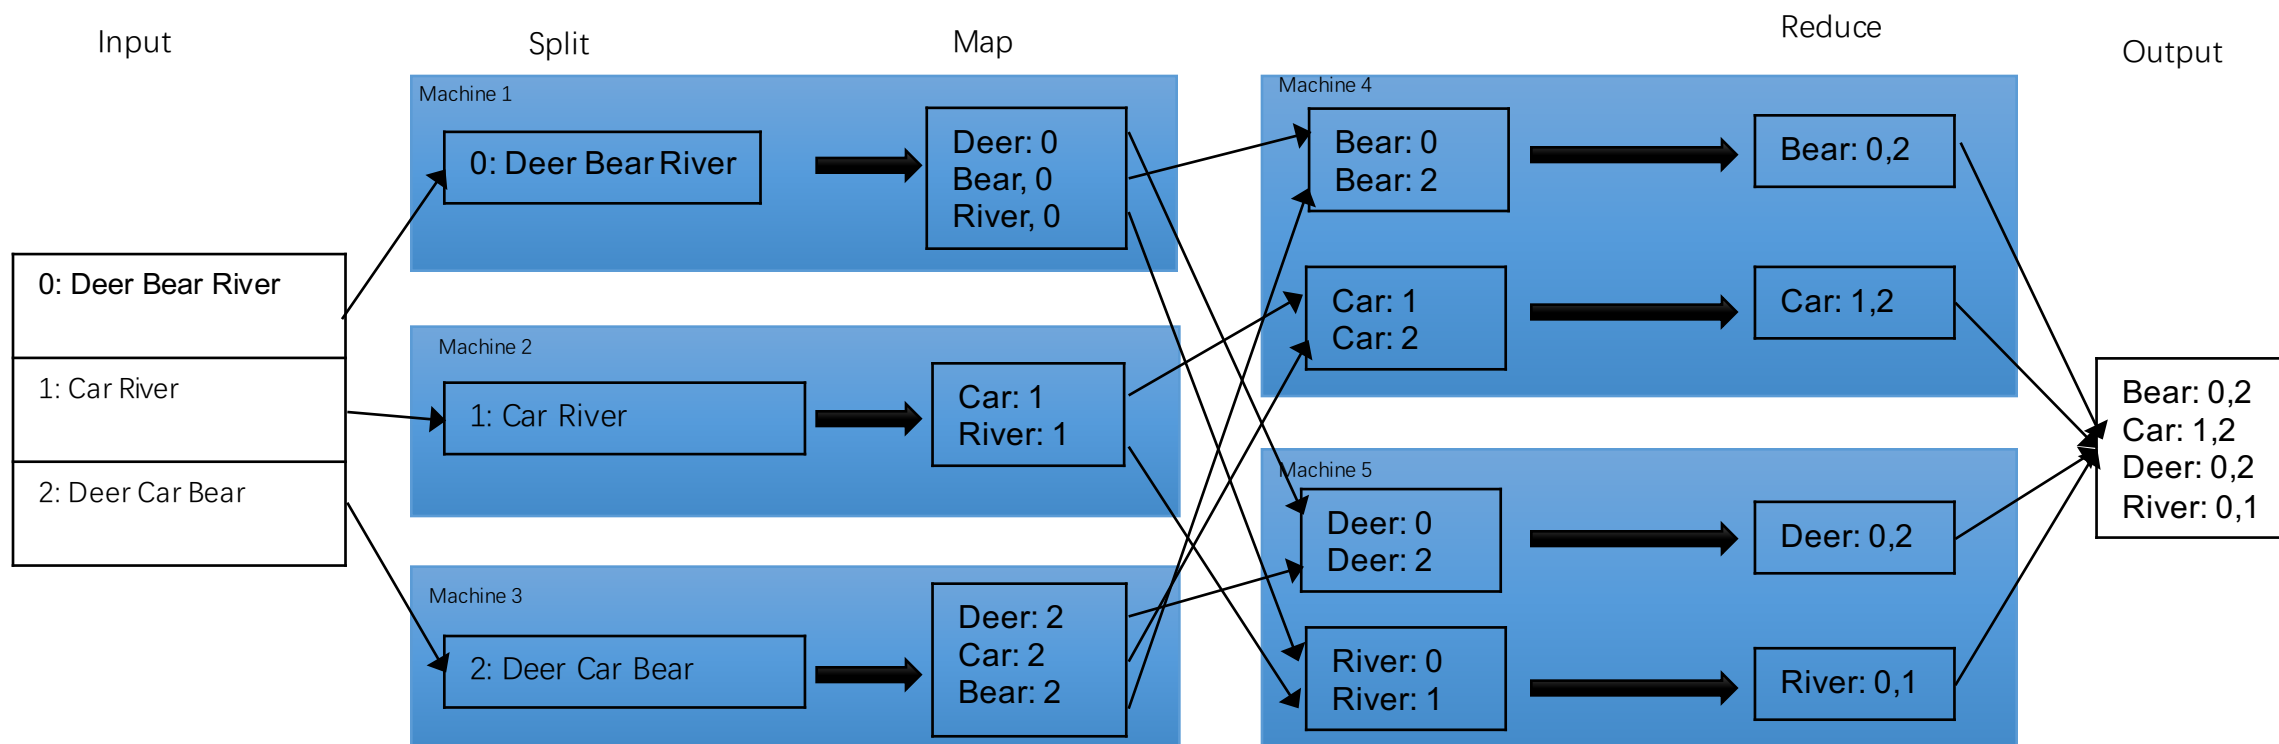 Input
Split
Map
Reduce
Output
0: Deer Bear River
1: Car River
2: Deer Car Bear
Machine 1
0: Deer Bear River
Deer: 0
Bear, 0
River, 0
Machine 2
1: Car River
Car: 1
River: 1
Machine 3
2: Deer Car Bear
Deer: 2
Car: 2
Bear: 2
Machine 4
Bear: 0
Bear: 2
Bear: 0,2
Car: 1
Car: 2
Car: 1,2
Machine 5
Deer: 0
Deer: 2
Deer: 0,2
River: 0
River: 1
River: 0,1
Bear: 0,2
Car: 1,2
Deer: 0,2
River: 0,1